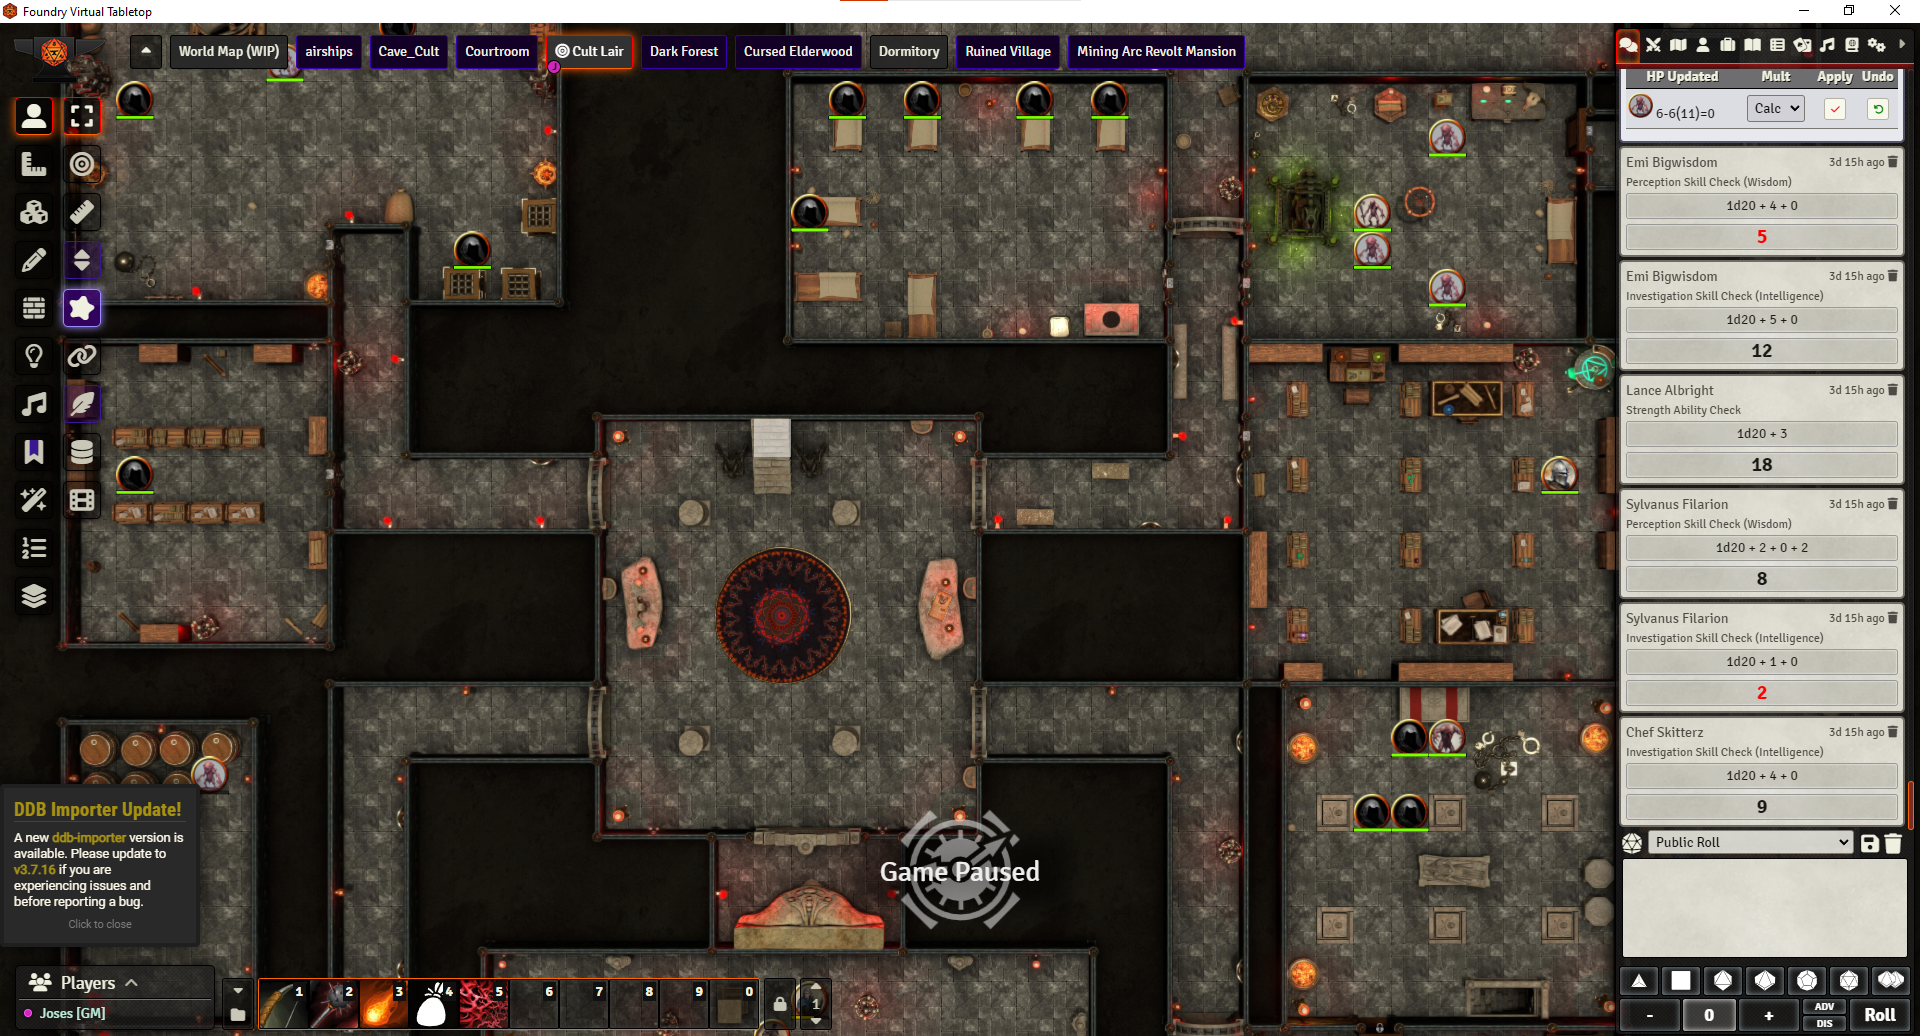 Foundry Virtual Tabletop
World Map (WIP)
airships
Cave_Cult
Courtroom
Cult Lair
Dark Forest
Cursed Elderwood
Dormitory
Ruined Village
Mining Arc Revolt Mansion
J
HP Updated Mult Apply Undo
6-6(11)=0 Calc
Emi Bigwisdom 3d 15h ago
Perception Skill Check (Wisdom)
1d20 + 4 + 0
5
Emi Bigwisdom 3d 15h ago
Investigation Skill Check (Intelligence)
1d20 + 5 + 0
12
Lance Albright 3d 15h ago
Strength Ability Check
1d20 + 3
18
Sylvanus Filarion 3d 15h ago
Perception Skill Check (Wisdom)
1d20 + 2 + 0 + 2
8
Sylvanus Filarion 3d 15h ago
Investigation Skill Check (Intelligence)
1d20 + 1 + 0
2
Chef Skitterz 3d 15h ago
Investigation Skill Check (Intelligence)
1d20 + 4 + 0
9
Public Roll
- 0 + ADV DIS Roll
Game Paused
DDB Importer Update!
A new ddb-importer version is
available. Please update to
v3.7.16 if you are
experiencing issues and
before reporting a bug.
Click to close
Players
Joses [GM]
1 2 3 4 5 6 7 8 9 0
1